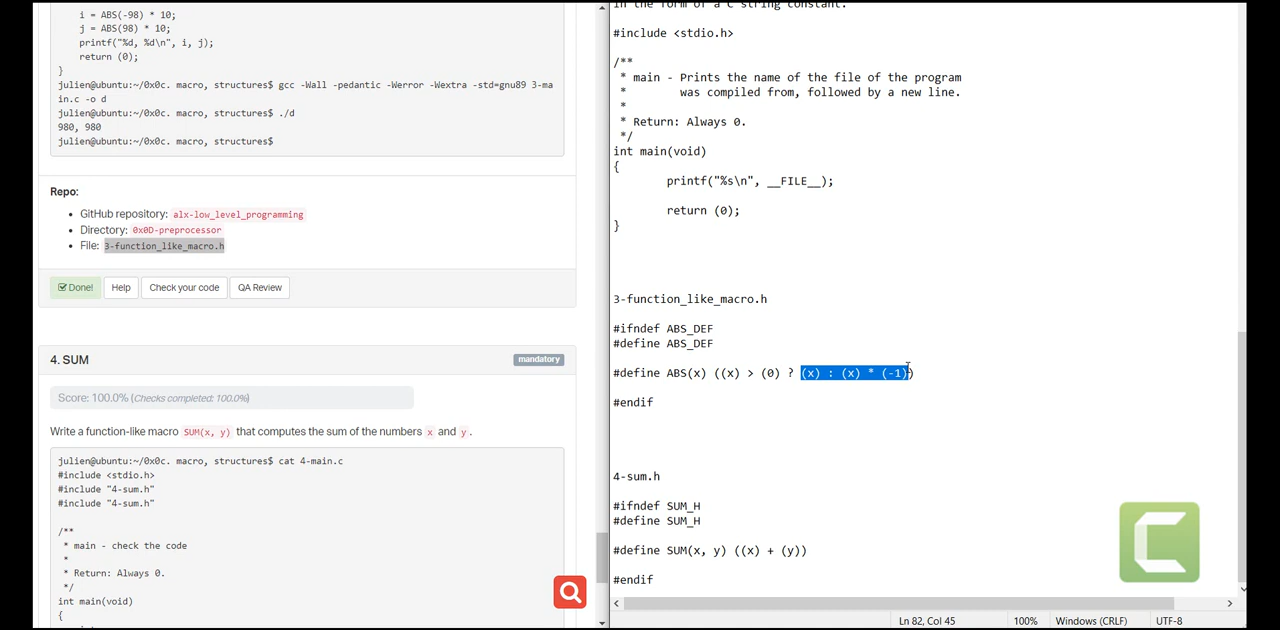 i = ABS(-98) * 10;
j = ABS(98) * 10;
printf("%d, %d\n", i, j);
return (0);
}
julien@ubuntu:~/0x0c. macro, structures$ gcc -Wall -pedantic -Werror -Wextra -std=gnu89 3-ma
in.c -o d
julien@ubuntu:~/0x0c. macro, structures$ ./d
980, 980
julien@ubuntu:~/0x0c. macro, structures$
Repo:
GitHub repository: alx-low_level_programming
Directory: 0x0D-preprocessor
File: 3-function_like_macro.h
Done! Help Check your code QA Review
4. SUM mandatory
Score: 100.0% (Checks completed: 100.0%)
Write a function-like macro SUM(x, y) that computes the sum of the numbers x and y.
julien@ubuntu:~/0x0c. macro, structures$ cat 4-main.c
#include <stdio.h>
#include "4-sum.h"
#include "4-sum.h"
/**
* main - check the code
*
* Return: Always 0.
*/
int main(void)
{
in the form of a C string constant.
#include <stdio.h>
/**
* main - Prints the name of the file of the program
* was compiled from, followed by a new line.
*
* Return: Always 0.
*/
int main(void)
{
printf("%s\n", __FILE__);
return (0);
}
3-function_like_macro.h
#ifndef ABS_DEF
#define ABS_DEF
#define ABS(x) ((x) > (0) ? (x) : (x) * (-1))
#endif
4-sum.h
#ifndef SUM_H
#define SUM_H
#define SUM(x, y) ((x) + (y))
#endif
Ln 82, Col 45 100% Windows (CRLF) UTF-8